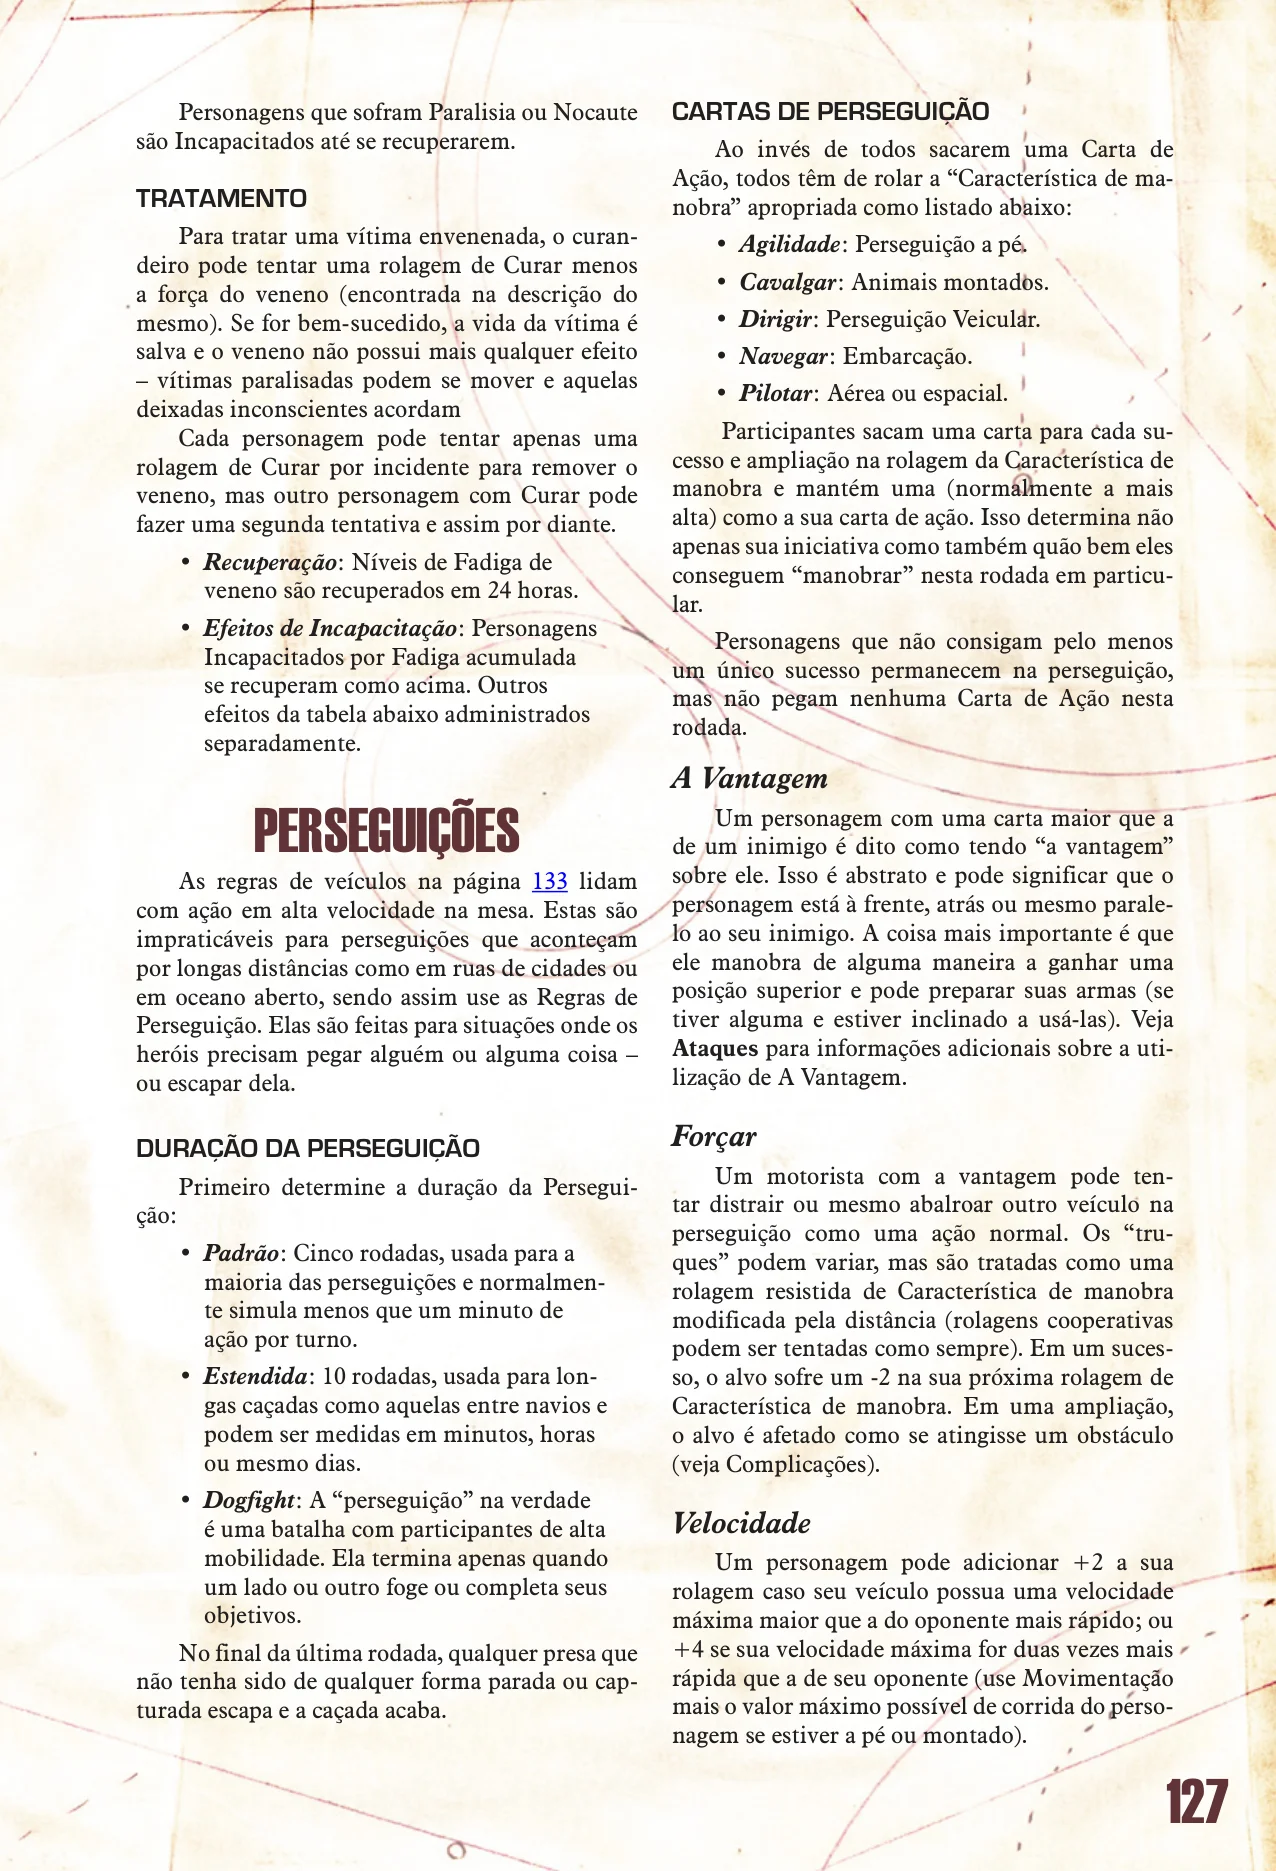 Personagens que sofram Paralisia ou Nocaute
são Incapacitados até se recuperarem.
TRATAMENTO
Para tratar uma vítima envenenada, o curan-
deiro pode tentar uma rolagem de Curar menos
a força do veneno (encontrada na descrição do
mesmo). Se for bem-sucedido, a vida da vítima é
salva e o veneno não possui mais qualquer efeito
– vítimas paralisadas podem se mover e aquelas
deixadas inconscientes acordam
Cada personagem pode tentar apenas uma
rolagem de Curar por incidente para remover o
veneno, mas outro personagem com Curar pode
fazer uma segunda tentativa e assim por diante.
• Recuperação: Níveis de Fadiga de
veneno são recuperados em 24 horas.
• Efeitos de Incapacitação: Personagens
Incapacitados por Fadiga acumulada
se recuperam como acima. Outros
efeitos da tabela abaixo administrados
separadamente.
PERSEGUIÇÕES
As regras de veículos na página 133 lidam
com ação em alta velocidade na mesa. Estas são
impraticáveis para perseguições que aconteçam
por longas distâncias como em ruas de cidades ou
em oceano aberto, sendo assim use as Regras de
Perseguição. Elas são feitas para situações onde os
heróis precisam pegar alguém ou alguma coisa –
ou escapar dela.
DURAÇÃO DA PERSEGUIÇÃO
Primeiro determine a duração da Persegui-
ção:
• Padrão: Cinco rodadas, usada para a
maioria das perseguições e normalmen-
te simula menos que um minuto de
ação por turno.
• Estendida: 10 rodadas, usada para lon-
gas caçadas como aquelas entre navios e
podem ser medidas em minutos, horas
ou mesmo dias.
• Dogfight: A “perseguição” na verdade
é uma batalha com participantes de alta
mobilidade. Ela termina apenas quando
um lado ou outro foge ou completa seus
objetivos.
No final da última rodada, qualquer presa que
não tenha sido de qualquer forma parada ou cap-
turada escapa e a caçada acaba.
CARTAS DE PERSEGUIÇÃO
Ao invés de todos sacarem uma Carta de
Ação, todos têm de rolar a “Característica de ma-
nobra” apropriada como listado abaixo:
• Agilidade: Perseguição a pé.
• Cavalgar: Animais montados.
• Dirigir: Perseguição Veicular.
• Navegar: Embarcação.
• Pilotar: Aérea ou espacial.
Participantes sacam uma carta para cada su-
cesso e ampliação na rolagem da Característica de
manobra e mantém uma (normalmente a mais
alta) como a sua carta de ação. Isso determina não
apenas sua iniciativa como também quão bem eles
conseguem “manobrar” nesta rodada em particu-
lar.
Personagens que não consigam pelo menos
um único sucesso permanecem na perseguição,
mas não pegam nenhuma Carta de Ação nesta
rodada.
A Vantagem
Um personagem com uma carta maior que a
de um inimigo é dito como tendo “a vantagem”
sobre ele. Isso é abstrato e pode significar que o
personagem está à frente, atrás ou mesmo parale-
lo ao seu inimigo. A coisa mais importante é que
ele manobra de alguma maneira a ganhar uma
posição superior e pode preparar suas armas (se
tiver alguma e estiver inclinado a usá-las). Veja
Ataques para informações adicionais sobre a uti-
lização de A Vantagem.
Forçar
Um motorista com a vantagem pode ten-
tar distrair ou mesmo abalroar outro veículo na
perseguição como uma ação normal. Os “tru-
ques” podem variar, mas são tratadas como uma
rolagem resistida de Característica de manobra
modificada pela distância (rolagens cooperativas
podem ser tentadas como sempre). Em um suces-
so, o alvo sofre um -2 na sua próxima rolagem de
Característica de manobra. Em uma ampliação,
o alvo é afetado como se atingisse um obstáculo
(veja Complicações).
Velocidade
Um personagem pode adicionar +2 a sua
rolagem caso seu veículo possua uma velocidade
máxima maior que a do oponente mais rápido; ou
+4 se sua velocidade máxima for duas vezes mais
rápida que a de seu oponente (use Movimentação
mais o valor máximo possível de corrida do perso-
nagem se estiver a pé ou montado).
127